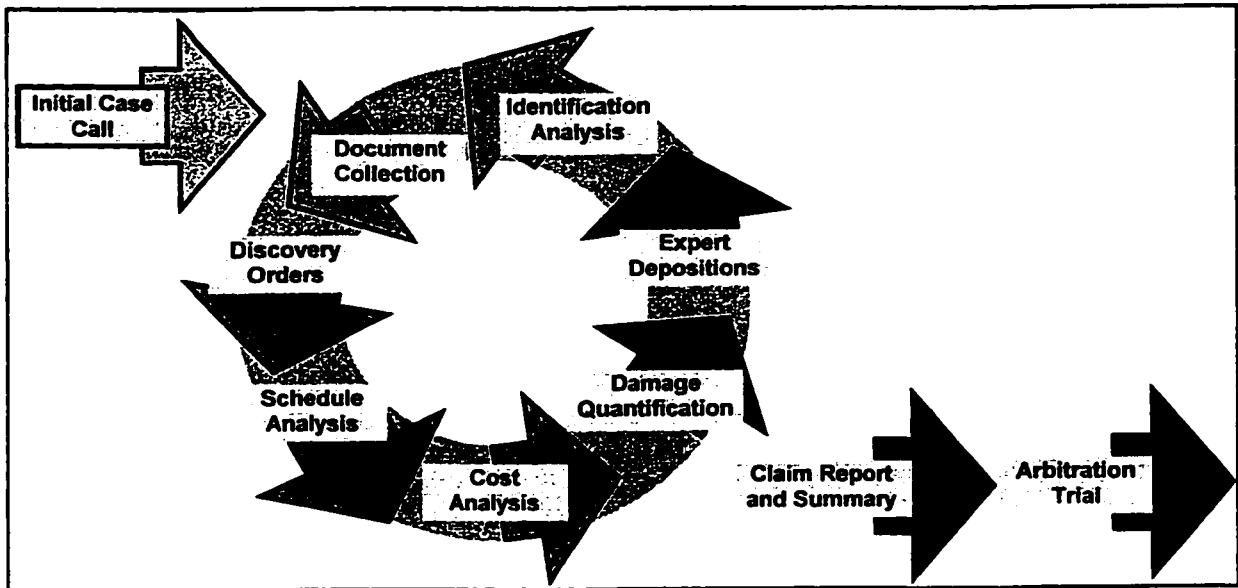 Initial Case
Call
Identification
Analysis
Document
Collection
Discovery
Orders
Expert
Depositions
Schedule
Analysis
Damage
Quantification
Cost
Analysis
Claim Report
and Summary
Arbitration
Trial